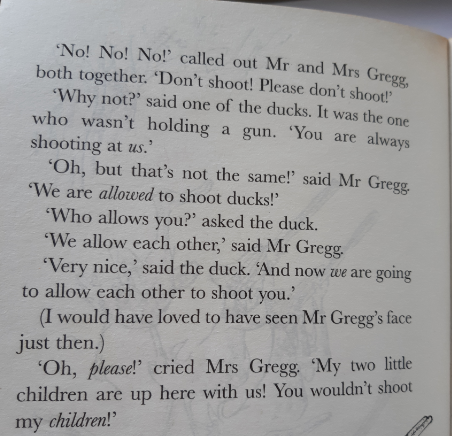 ‘No! No! No!’ called out Mr and Mrs Gregg,
both together. ‘Don’t shoot! Please don’t shoot!’
‘Why not?’ said one of the ducks. It was the one
who wasn’t holding a gun. ‘You are always
shooting at us.’
‘Oh, but that’s not the same!’ said Mr Gregg.
‘We are allowed to shoot ducks!’
‘Who allows you?’ asked the duck.
‘We allow each other,’ said Mr Gregg.
‘Very nice,’ said the duck. ‘And now we are going
to allow each other to shoot you.’
(I would have loved to have seen Mr Gregg’s face
just then.)
‘Oh, please!’ cried Mrs Gregg. ‘My two little
children are up here with us! You wouldn’t shoot
my children!’